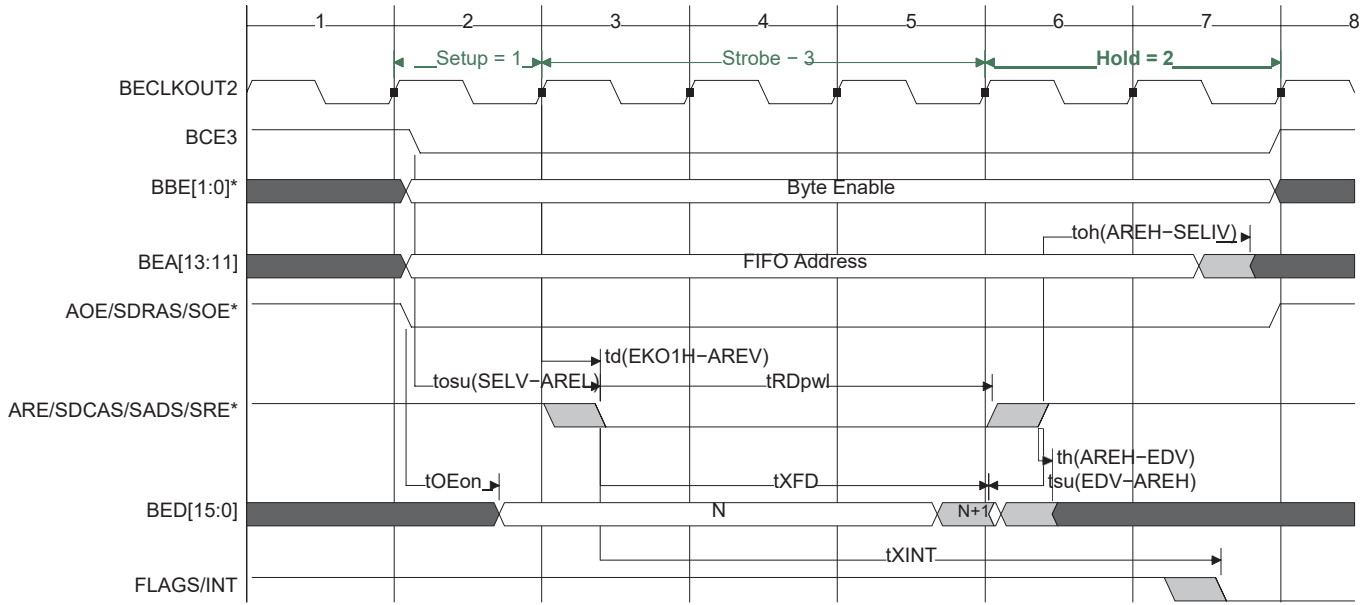 1 2 3 4 5 6 7 8
Setup = 1 Strobe − 3 Hold = 2
BECLKOUT2
BCE3
BBE[1:0]* Byte Enable
toh(AREH−SELIV)
BEA[13:11] FIFO Address
AOE/SDRAS/SOE*
td(EKO1H−AREV)
tosu(SELV−AREL) tRDpwl
ARE/SDCAS/SADS/SRE*
th(AREH−EDV)
tOEon tXFD tsu(EDV−AREH)
BED[15:0] N N+1
tXINT
FLAGS/INT